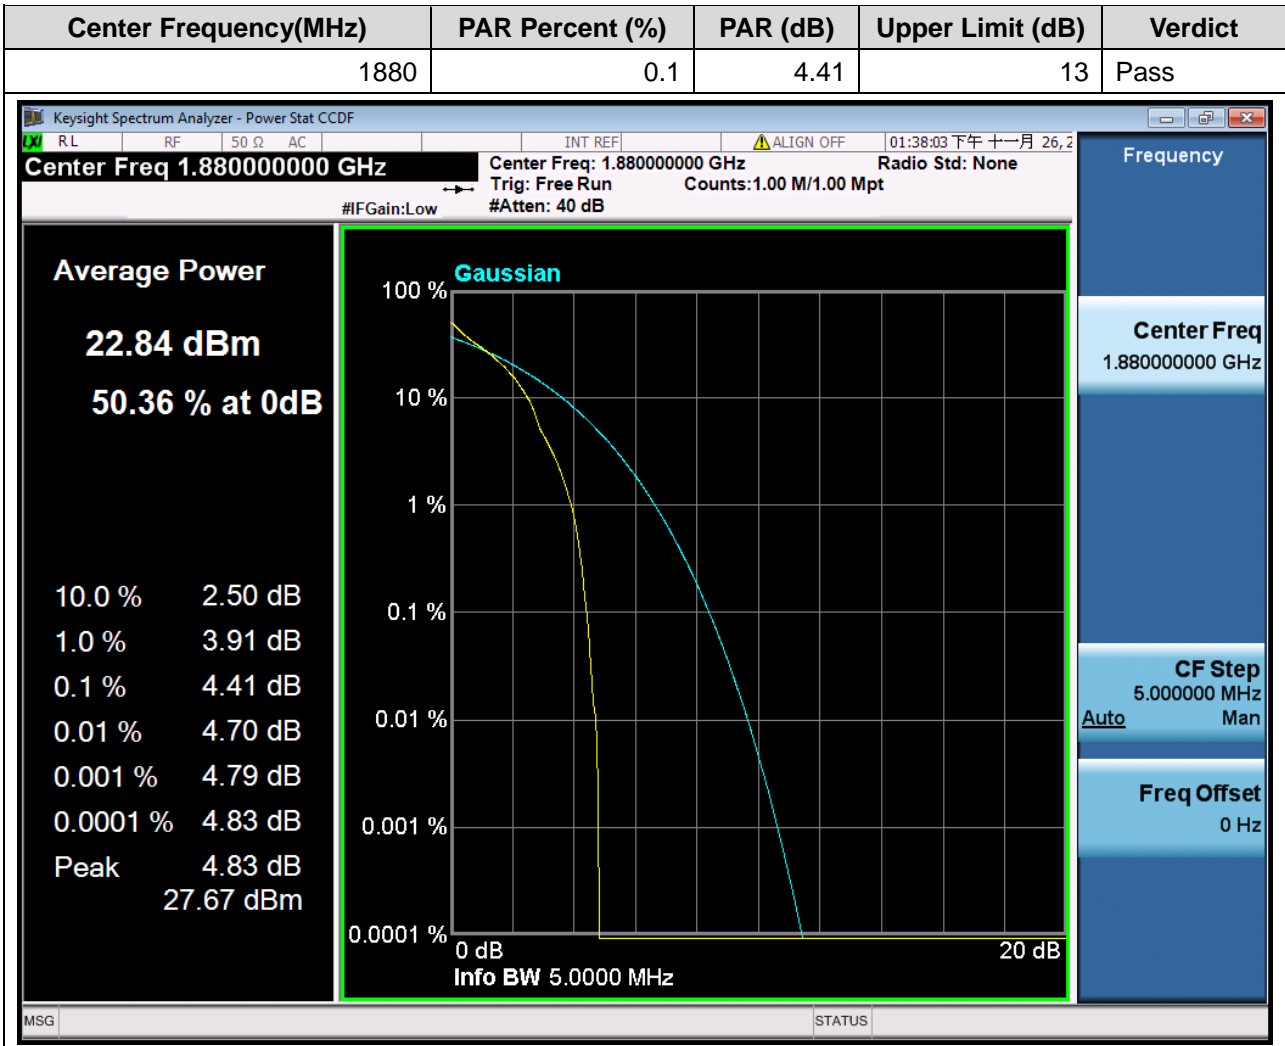 Center Frequency(MHz) PAR Percent (%) PAR (dB) Upper Limit (dB) Verdict
1880 0.1 4.41 13 Pass
Keysight Spectrum Analyzer - Power Stat CCDF
LXI RL RF 50 Ω AC INT REF ALIGN OFF 01:38:03 下午 十一月 26, 2
Center Freq 1.880000000 GHz
Center Freq: 1.880000000 GHz Radio Std: None
Trig: Free Run Counts:1.00 M/1.00 Mpt
#IFGain:Low #Atten: 40 dB
Average Power
22.84 dBm
50.36 % at 0dB
10.0 % 2.50 dB
1.0 % 3.91 dB
0.1 % 4.41 dB
0.01 % 4.70 dB
0.001 % 4.79 dB
0.0001 % 4.83 dB
Peak 4.83 dB
27.67 dBm
Gaussian
100 %
10 %
1 %
0.1 %
0.01 %
0.001 %
0.0001 %
0 dB 20 dB
Info BW 5.0000 MHz
Frequency
Center Freq
1.880000000 GHz
CF Step
5.000000 MHz
Auto Man
Freq Offset
0 Hz
MSG STATUS